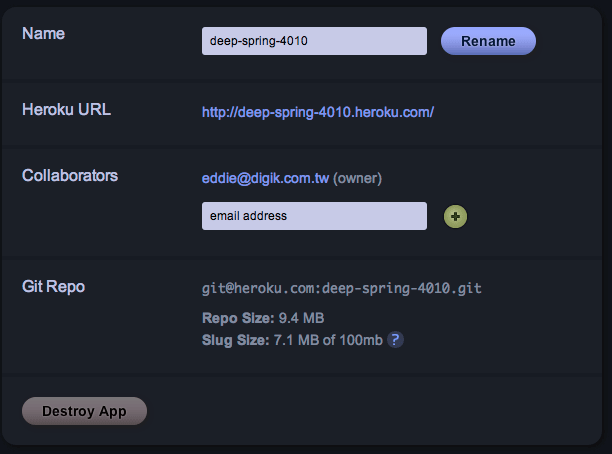 Name deep-spring-4010 Rename
Heroku URL http://deep-spring-4010.heroku.com/
Collaborators eddie@digik.com.tw (owner)
email address
Git Repo git@heroku.com:deep-spring-4010.git
Repo Size: 9.4 MB
Slug Size: 7.1 MB of 100mb ?
Destroy App